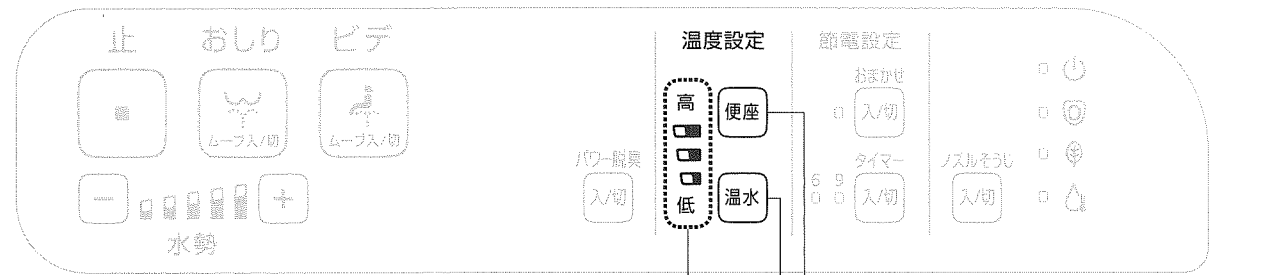 止
おしり
ビデ
ムーブ入/切
ムーブ入/切
－
＋
水勢
パワー脱臭
入/切
温度設定
高
低
便座
温水
節電設定
おまかせ
入/切
タイマー
6 9
入/切
ノズルそうじ
入/切